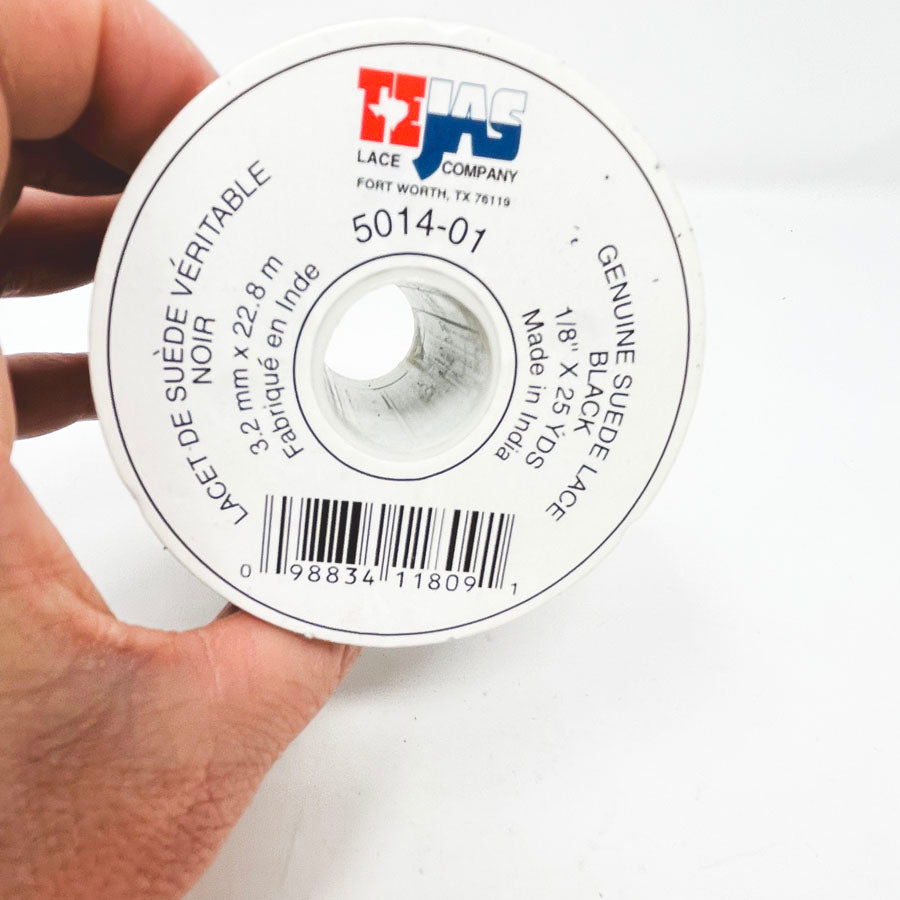 TEJAS
LACE COMPANY
FORT WORTH, TX 76119
5014-01
LACET DE SUÈDE VÉRITABLE
NOIR
3.2 mm x 22.8 m
Fabriqué en Inde
GENUINE SUEDE LACE
BLACK
1/8" X 25 YDS
Made in India
0 98834 11809 1